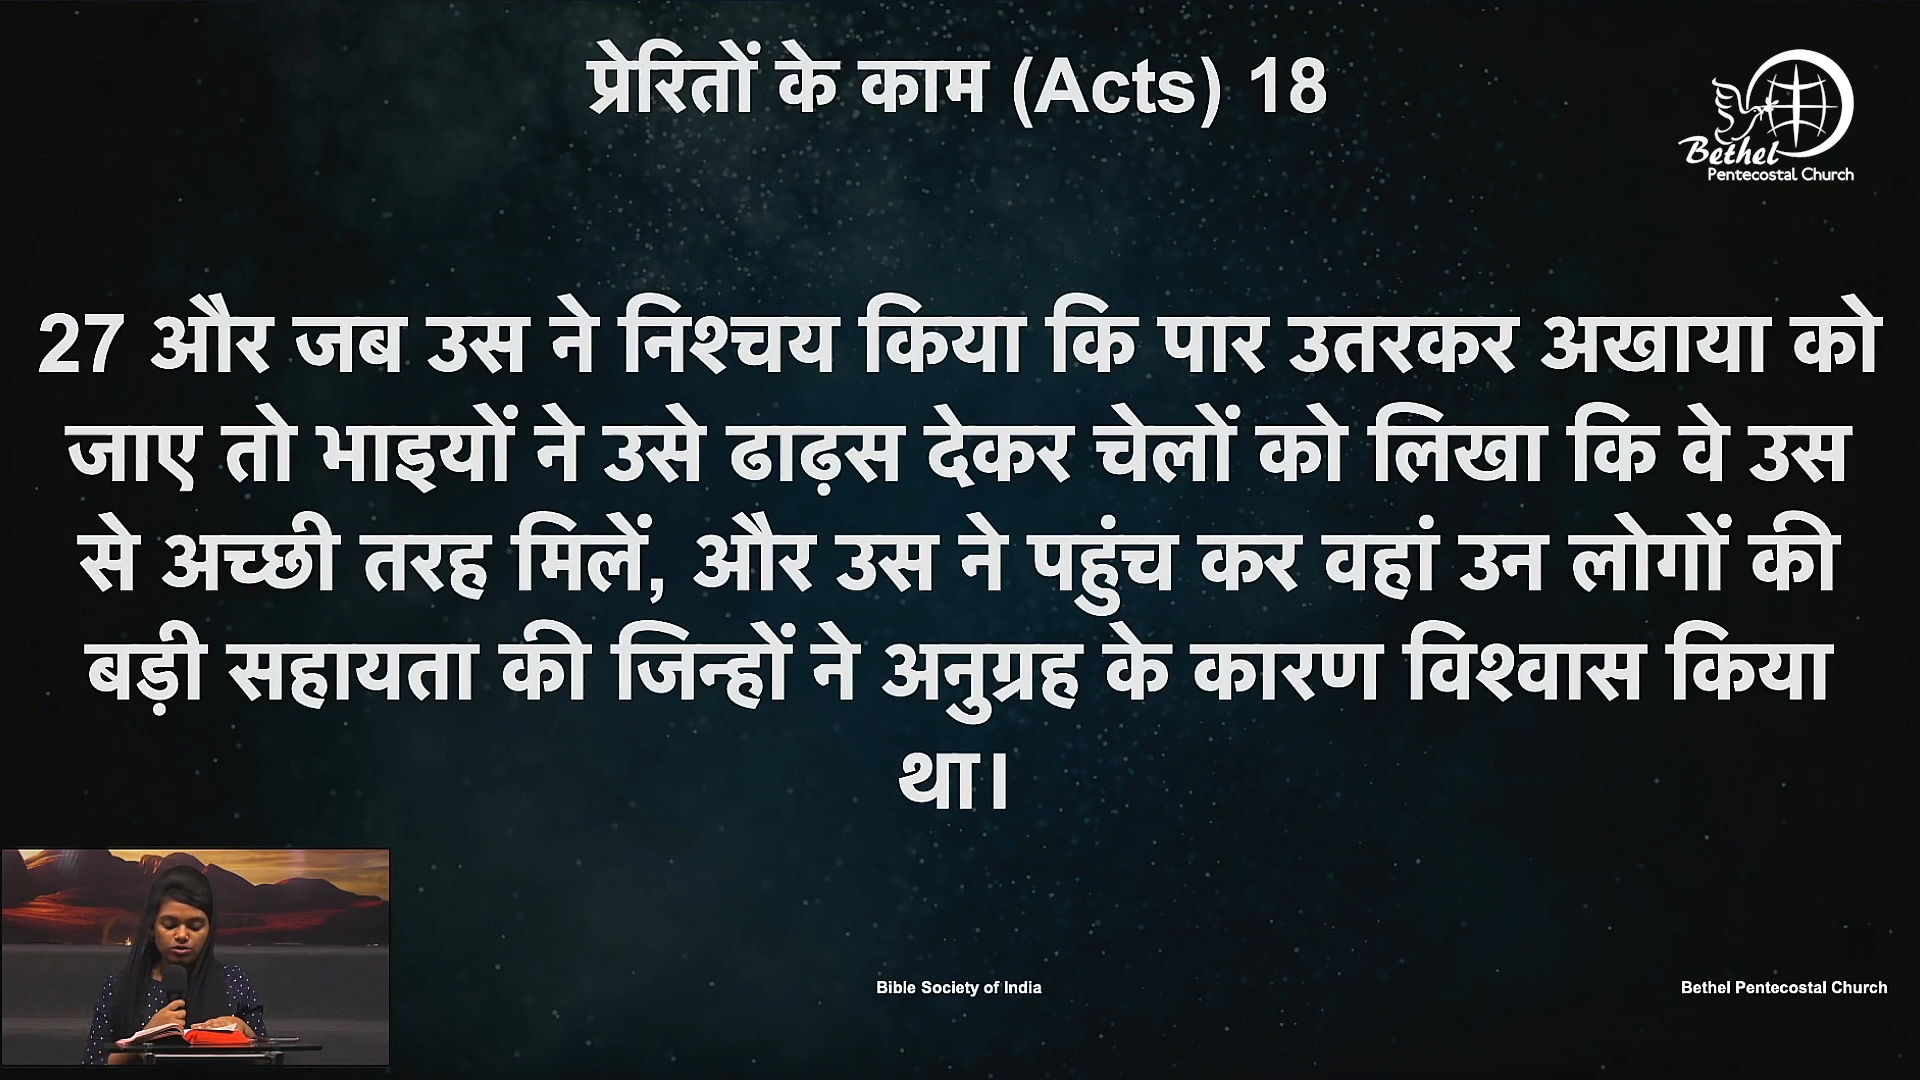 प्रेरितों के काम (Acts) 18
Bethel
Pentecostal Church
27 और जब उस ने निश्चय किया कि पार उतरकर अखाया को
जाए तो भाइयों ने उसे ढाढ़स देकर चेलों को लिखा कि वे उस
से अच्छी तरह मिलें, और उस ने पहुंच कर वहां उन लोगों की
बड़ी सहायता की जिन्हों ने अनुग्रह के कारण विश्वास किया
था।
Bible Society of India
Bethel Pentecostal Church